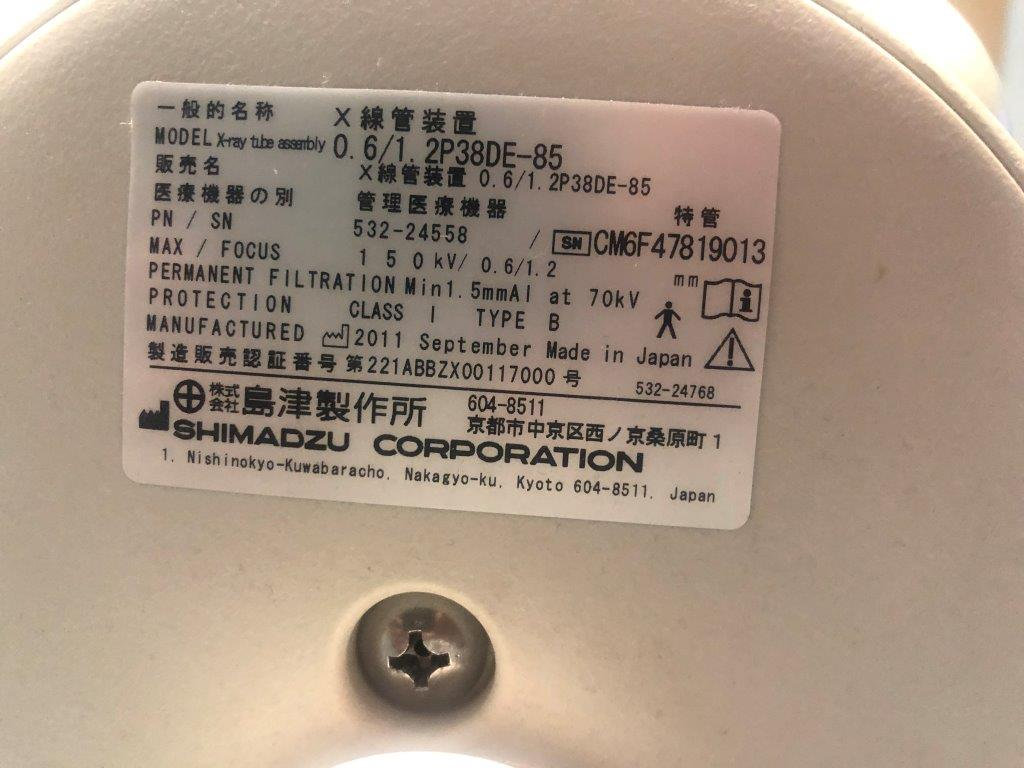 一般的名称 X線管装置
MODEL X-ray tube assembly 0.6/1.2P38DE-85
販売名 X線管装置 0.6/1.2P38DE-85
医療機器の別 管理医療機器 特管
PN / SN 532-24558 / SN CM6F47819013
MAX / FOCUS 150kV/ 0.6/1.2 mm
PERMANENT FILTRATION Min1.5mmAl at 70kV
PROTECTION CLASS I TYPE B
MANUFACTURED 2011 September Made in Japan
製造販売認証番号 第221ABBZX00117000号 532-24768
株式会社 島津製作所 604-8511
京都市中京区西ノ京桑原町1
SHIMADZU CORPORATION
1. Nishinokyo-Kuwabaracho. Nakagyo-ku. Kyoto 604-8511. Japan